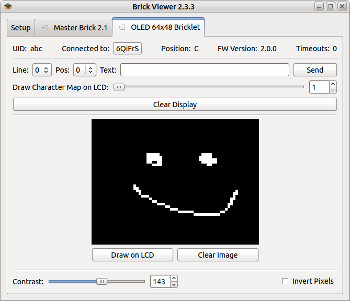 Brick Viewer 2.3.3
Setup Master Brick 2.1 OLED 64x48 Bricklet
UID: abc Connected to: 6QiFrS Position: C FW Version: 2.0.0 Timeouts: 0
Line: 0 Pos: 0 Text: Send
Draw Character Map on LCD: 1
Clear Display
Draw on LCD Clear Image
Contrast: 143 Invert Pixels